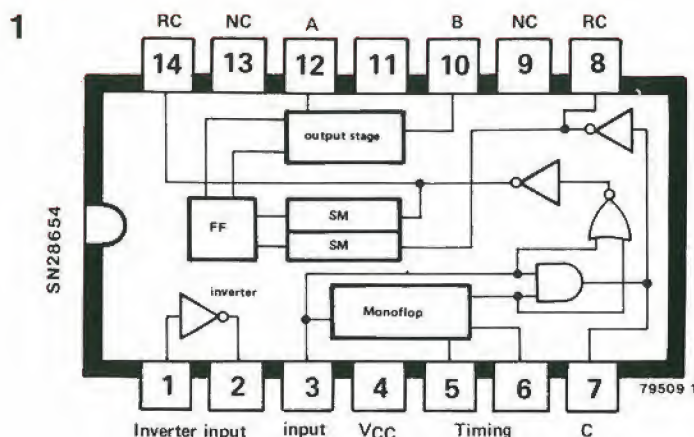 1
RC NC A B NC RC
14 13 12 11 10 9 8
output stage
SN28654
FF
SM
SM
inverter
Monoflop
1 2 3 4 5 6 7
79509 1
Inverter input input VCC Timing C